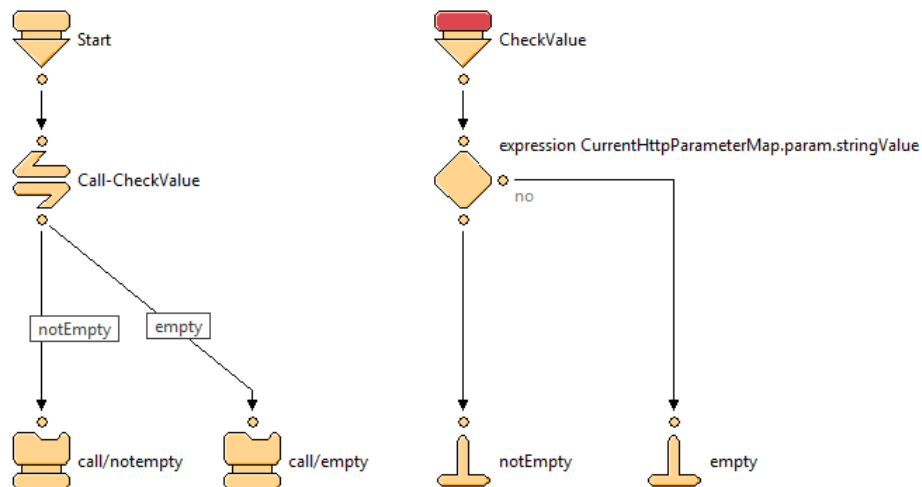 Start
CheckValue
expression CurrentHttpParameterMap.param.stringValue
Call-CheckValue
no
notEmpty
empty
call/notempty
call/empty
notEmpty
empty